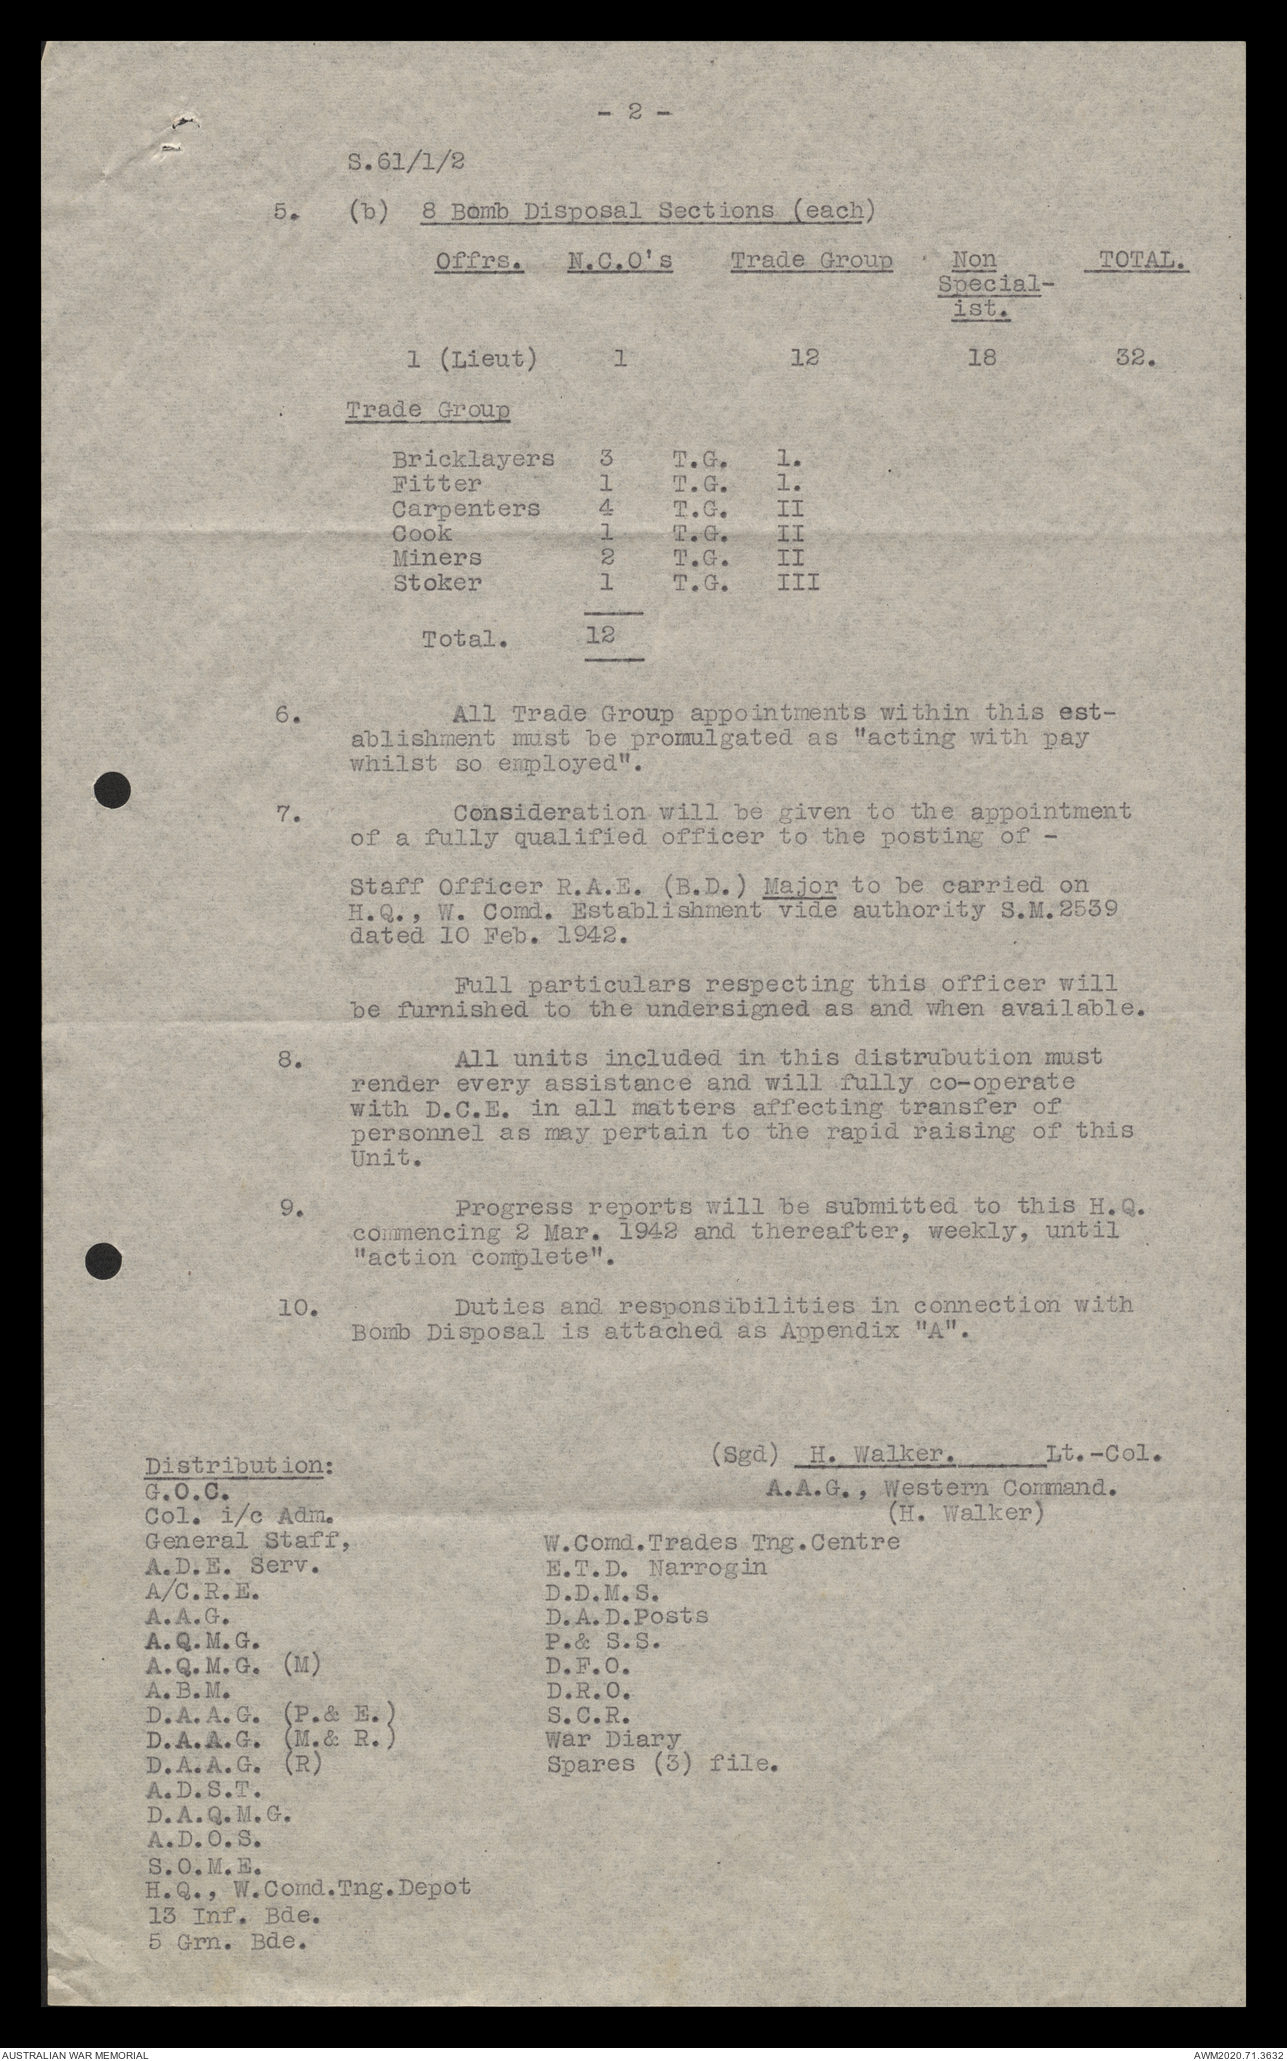 - 2 -
S.61/1/2
5. (b) 8 Bomb Disposal Sections (each)
Offrs. N.C.O's Trade Group Non TOTAL.
Special-
ist.
1 (Lieut) 1 12 18 32.
Trade Group
Bricklayers 3 T.G. 1.
Fitter 1 T.G. 1.
Carpenters 4 T.G. II
Cook 1 T.G. II
Miners 2 T.G. II
Stoker 1 T.G. III
Total. 12
6. All Trade Group appointments within this est-
ablishment must be promulgated as "acting with pay
whilst so employed".
7. Consideration will be given to the appointment
of a fully qualified officer to the posting of -
Staff Officer R.A.E. (B.D.) Major to be carried on
H.Q., W. Comd. Establishment vide authority S.M.2539
dated 10 Feb. 1942.
Full particulars respecting this officer will
be furnished to the undersigned as and when available.
8. All units included in this distrubution must
render every assistance and will fully co-operate
with D.C.E. in all matters affecting transfer of
personnel as may pertain to the rapid raising of this
Unit.
9. Progress reports will be submitted to this H.Q.
commencing 2 Mar. 1942 and thereafter, weekly, until
"action complete".
10. Duties and responsibilities in connection with
Bomb Disposal is attached as Appendix "A".
(Sgd) H. Walker. Lt.-Col.
A.A.G., Western Command.
(H. Walker)
Distribution:
G.O.C.
Col. i/c Adm.
General Staff,
A.D.E. Serv.
A/C.R.E.
A.A.G.
A.Q.M.G.
A.Q.M.G. (M)
A.B.M.
D.A.A.G. (P.& E.)
D.A.A.G. (M.& R.)
D.A.A.G. (R)
A.D.S.T.
D.A.Q.M.G.
A.D.O.S.
S.O.M.E.
H.Q., W.Comd.Tng.Depot
13 Inf. Bde.
5 Grn. Bde.
W.Comd.Trades Tng.Centre
E.T.D. Narrogin
D.D.M.S.
D.A.D.Posts
P.& S.S.
D.F.O.
D.R.O.
S.C.R.
War Diary
Spares (3) file.
AUSTRALIAN WAR MEMORIAL
AWM2020.71.3632